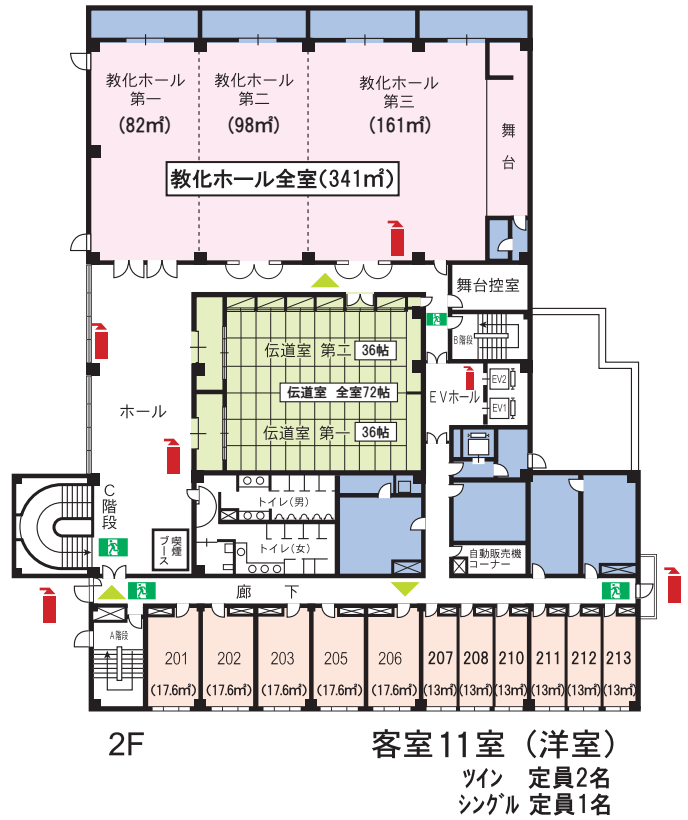 教化ホール
第一
(82㎡)
教化ホール
第二
(98㎡)
教化ホール
第三
(161㎡)
舞台
教化ホール全室(341㎡)
舞台控室
B階段
伝道室 第二 36帖
伝道室 全室72帖
伝道室 第一 36帖
EVホール
EV2
EV1
ホール
C階段
喫煙ブース
トイレ(男)
トイレ(女)
自動販売機
コーナー
廊 下
A階段
201
(17.6㎡)
202
(17.6㎡)
203
(17.6㎡)
205
(17.6㎡)
206
(17.6㎡)
207
(13㎡)
208
(13㎡)
210
(13㎡)
211
(13㎡)
212
(13㎡)
213
(13㎡)
2F
客室11室(洋室)
ツイン 定員2名
シングル 定員1名